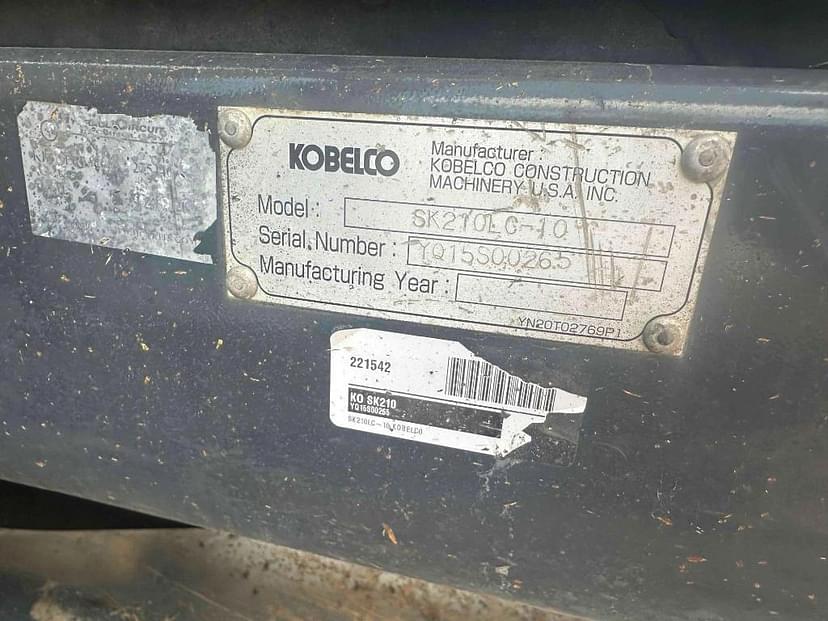 KOBELCO
Manufacturer :
KOBELCO CONSTRUCTION
MACHINERY U.S.A. INC.
Model : SK210LC-10
Serial Number : YQ15S00265
Manufacturing Year :
YN20T02769P1
221542
KO SK210
YQ15S00265
SK210LC-10 KOBELCO